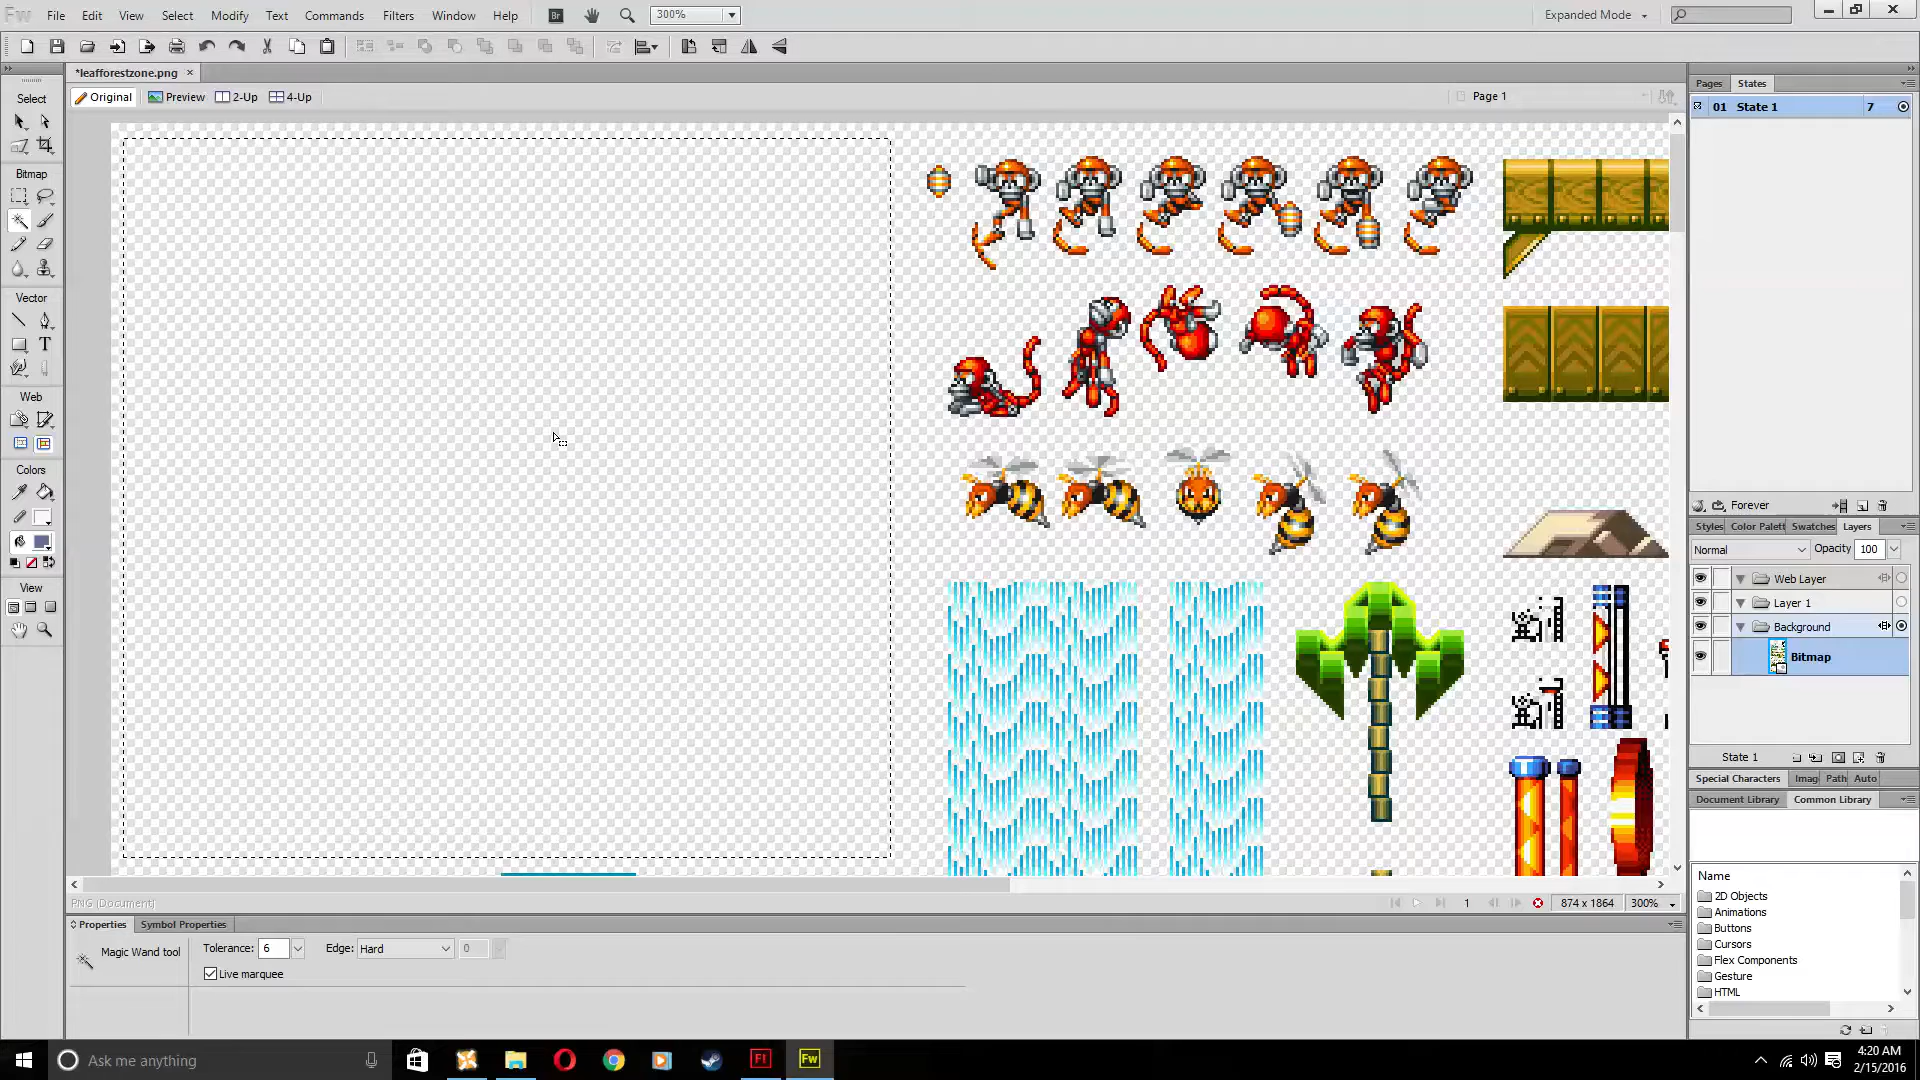 Fw File Edit View Select Modify Text Commands Filters Window Help Br 300% Expanded Mode
*leafforestzone.png
Original Preview 2-Up 4-Up Page 1
Pages States
01 State 1 7
Select
Bitmap
Vector
T
Web
Colors
View
Forever
Styles Color Palett Swatches Layers
Normal Opacity 100
Web Layer
Layer 1
Background
Bitmap
State 1
Special Characters Imag Path Auto
Document Library Common Library
Name
2D Objects
Animations
Buttons
Cursors
Flex Components
Gesture
HTML
PNG (Document) 1 874 x 1864 300%
Properties Symbol Properties
Magic Wand tool Tolerance: 6 Edge: Hard 0
Live marquee
Ask me anything Fl Fw 4:20 AM
2/15/2016